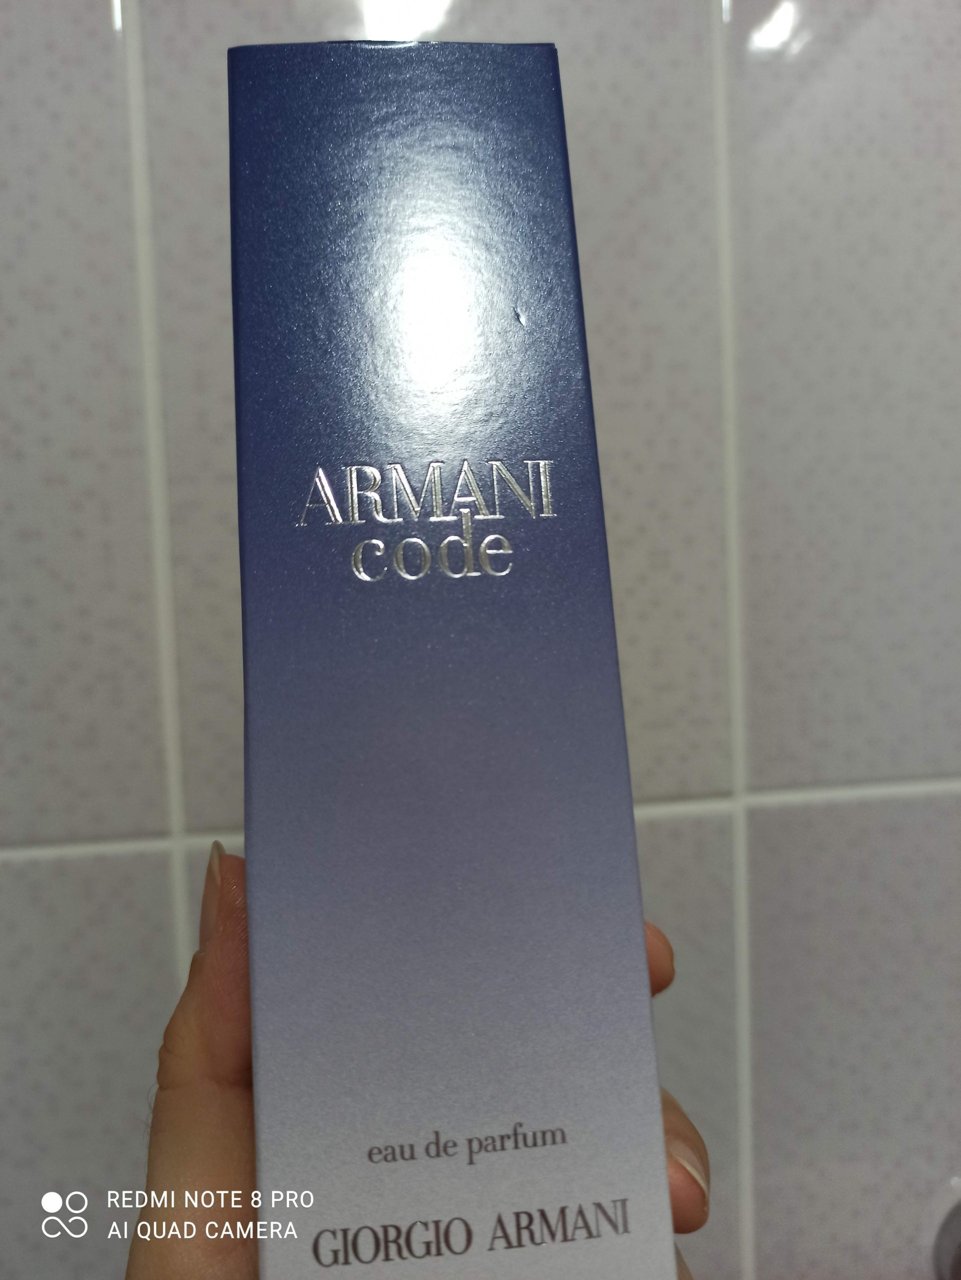 ARMANI
code
eau de parfum
GIORGIO ARMANI
REDMI NOTE 8 PRO
AI QUAD CAMERA